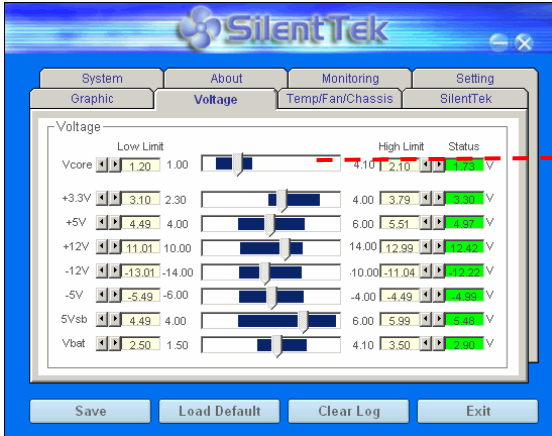 SilentTek
System About Monitoring Setting
Graphic Voltage Temp/Fan/Chassis SilentTek
Voltage
Low Limit High Limit Status
Vcore 1.20 1.00 4.10 2.10 1.73 V
+3.3V 3.10 2.30 4.00 3.79 3.30 V
+5V 4.49 4.00 6.00 5.51 4.97 V
+12V 11.01 10.00 14.00 12.99 12.42 V
-12V -13.01 -14.00 -10.00 -11.04 -12.22 V
-5V -5.49 -6.00 -4.00 -4.49 -4.99 V
5Vsb 4.49 4.00 6.00 5.99 5.48 V
Vbat 2.50 1.50 4.10 3.50 2.90 V
Save Load Default Clear Log Exit